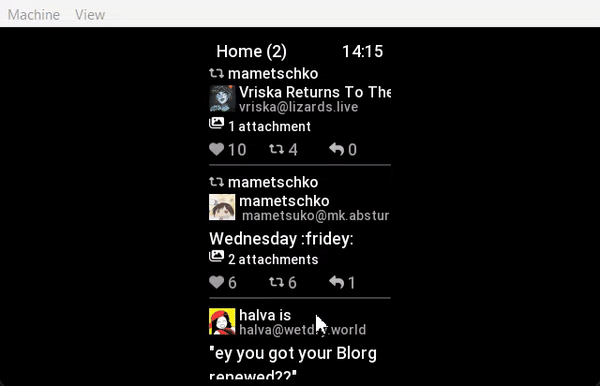 Machine View
Home (2) 14:15
mametschko
Vriska Returns To The
vriska@lizards.live
1 attachment
10 4 0
mametschko
mametschko
mametsuko@mk.abstur
Wednesday :fridey:
2 attachments
6 6 1
halva is
halva@wetdry.world
"ey you got your Blorg
renewed??"